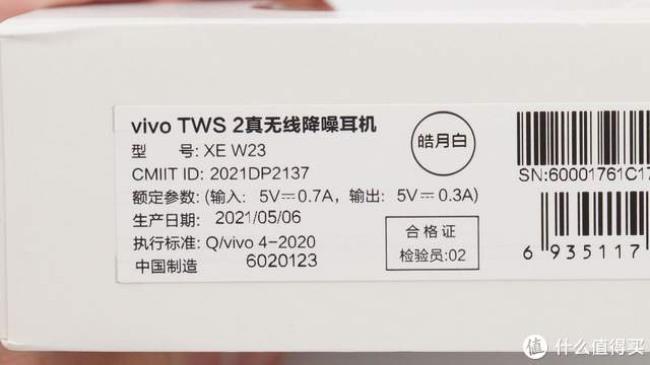 vivo TWS 2真无线降噪耳机
皓月白
型 号: XE W23
CMIIT ID: 2021DP2137
额定参数: (输入: 5V⎓0.7A, 输出: 5V⎓0.3A)
生产日期: 2021/05/06
执行标准: Q/vivo 4-2020
中国制造 6020123
合格证
检验员:02
SN:60001761C17
6 935117
值 什么值得买